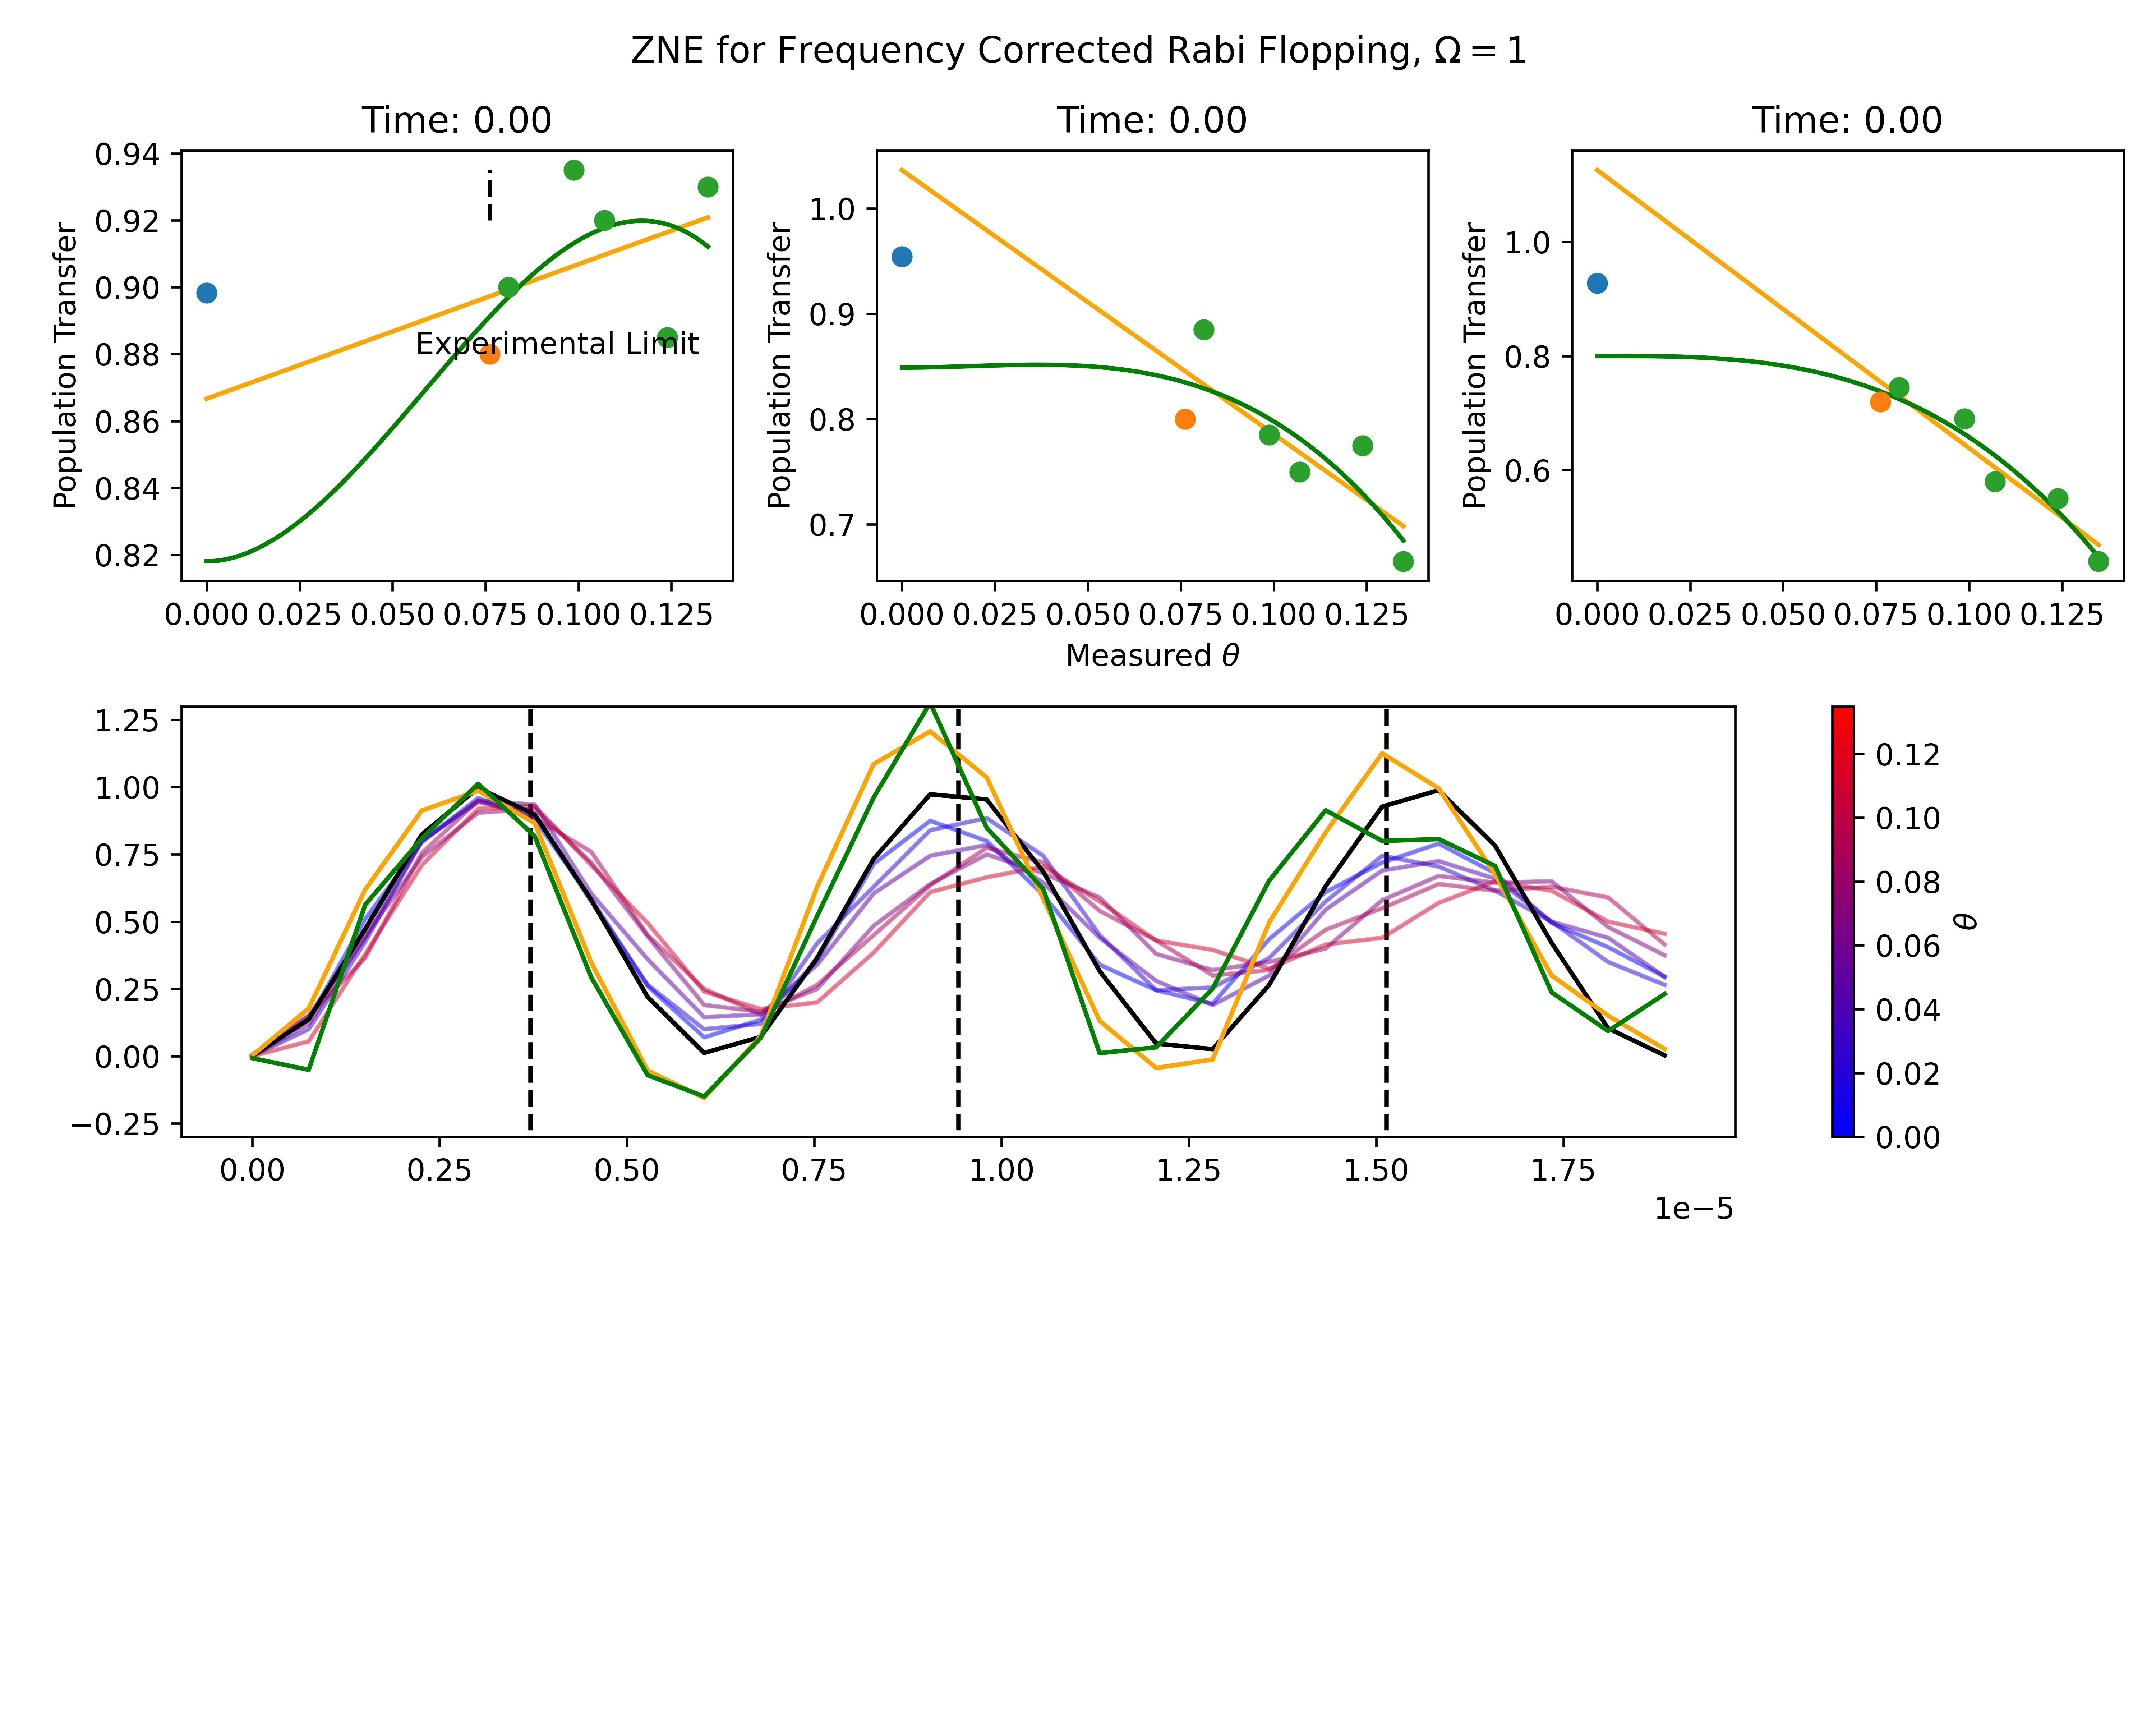 ZNE for Frequency Corrected Rabi Flopping, Ω = 1
Time: 0.00
Time: 0.00
Time: 0.00
Population Transfer
0.94
0.92
0.90
0.88
0.86
0.84
0.82
Experimental Limit
0.000 0.025 0.050 0.075 0.100 0.125
Population Transfer
1.0
0.9
0.8
0.7
0.000 0.025 0.050 0.075 0.100 0.125
Measured θ
Population Transfer
1.0
0.8
0.6
0.000 0.025 0.050 0.075 0.100 0.125
1.25
1.00
0.75
0.50
0.25
0.00
−0.25
0.00 0.25 0.50 0.75 1.00 1.25 1.50 1.75
1e−5
0.12
0.10
0.08
0.06
0.04
0.02
0.00
θ